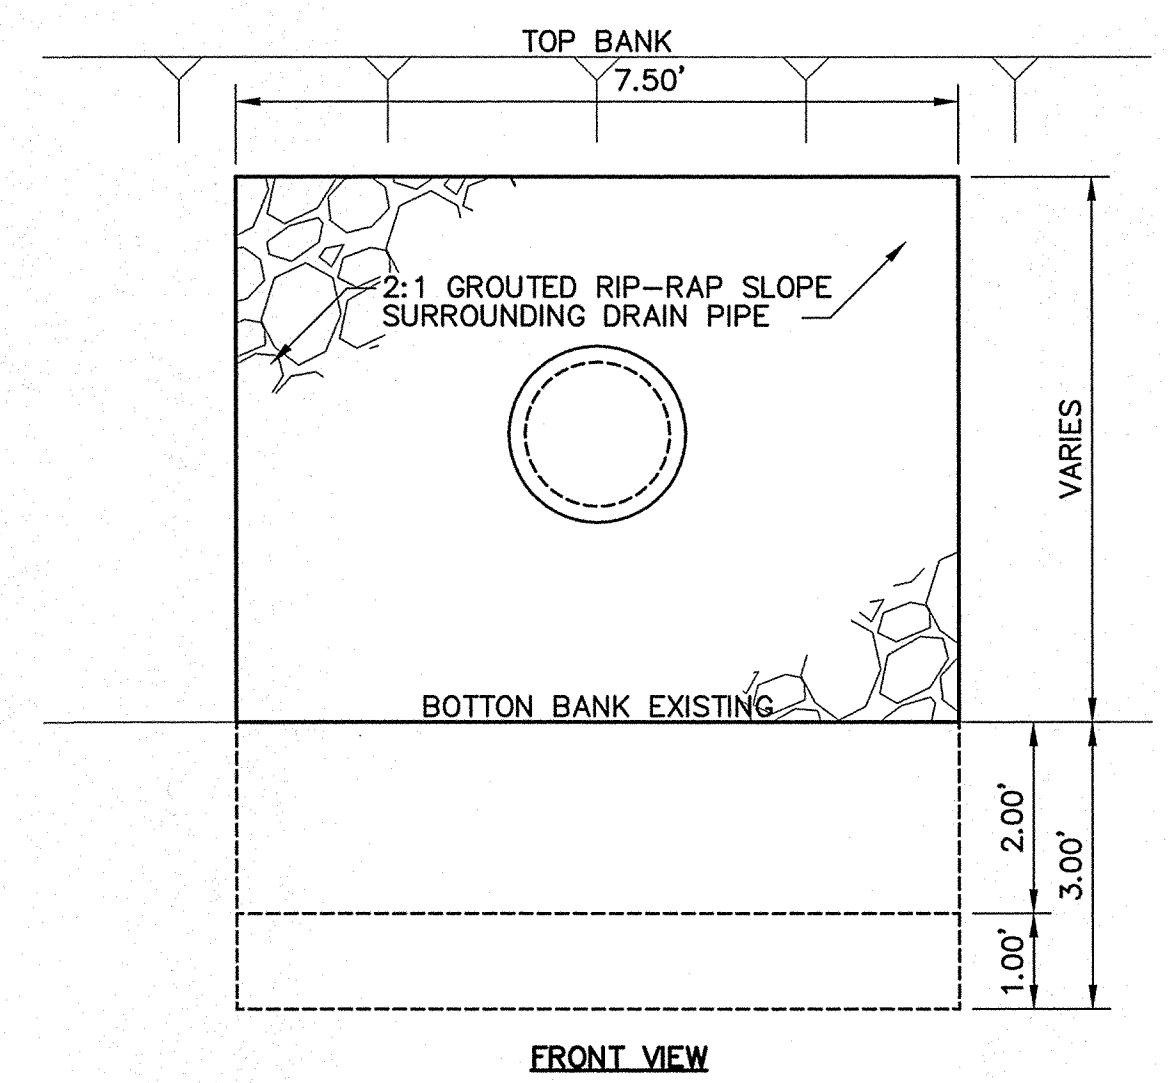 TOP BANK
7.50'
2:1 GROUTED RIP-RAP SLOPE
SURROUNDING DRAIN PIPE
VARIES
BOTTON BANK EXISTING
2.00'
3.00'
1.00'
FRONT VIEW